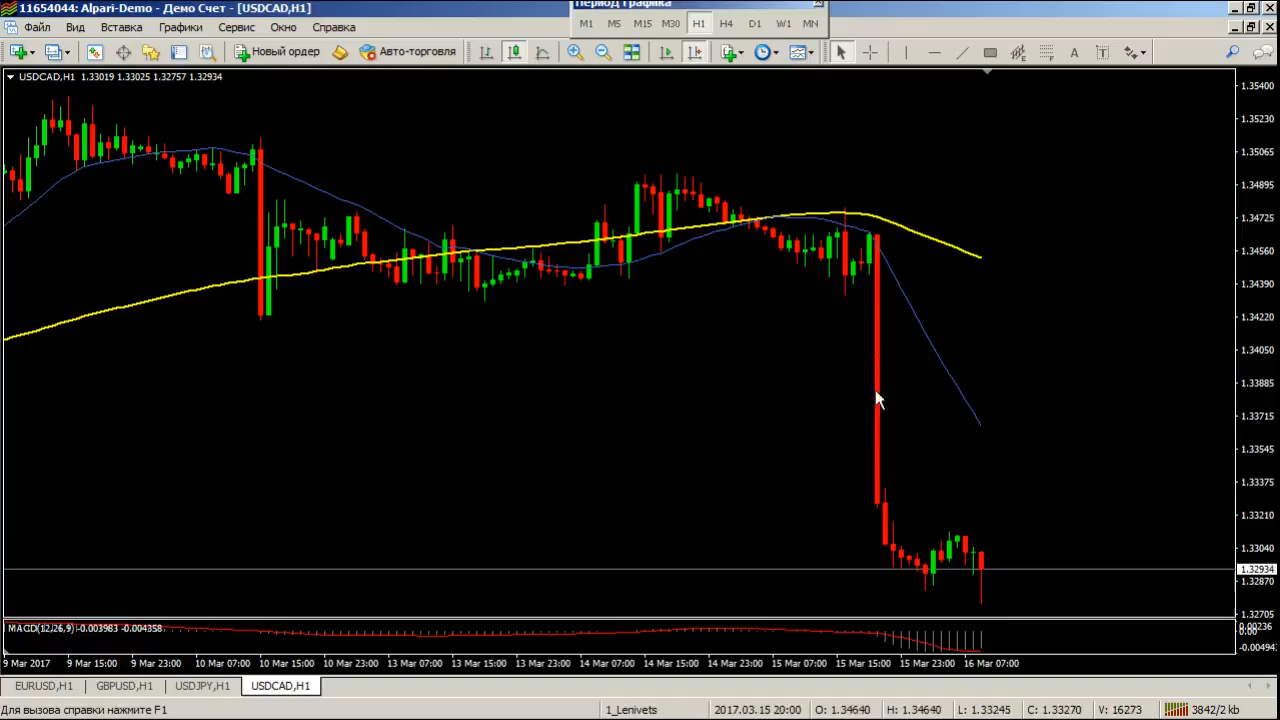 11654044: Alpari-Demo - Демо Счет - [USDCAD,H1]
Период графика
Файл Вид Вставка Графики Сервис Окно Справка
M1 M5 M15 M30 H1 H4 D1 W1 MN
Новый ордер Авто-торговля A T E F
USDCAD,H1 1.33019 1.33025 1.32757 1.32934
1.35400
1.35230
1.35065
1.34895
1.34725
1.34560
1.34390
1.34220
1.34050
1.33885
1.33715
1.33545
1.33375
1.33210
1.33040
1.32934
1.32870
1.32705
MACD(12,26,9) -0.003983 -0.004358
0.00236
0.00
-0.00494
9 Mar 2017 9 Mar 15:00 9 Mar 23:00 10 Mar 07:00 10 Mar 15:00 10 Mar 23:00 13 Mar 07:00 13 Mar 15:00 13 Mar 23:00 14 Mar 07:00 14 Mar 15:00 14 Mar 23:00 15 Mar 07:00 15 Mar 15:00 15 Mar 23:00 16 Mar 07:00
EURUSD,H1 GBPUSD,H1 USDJPY,H1 USDCAD,H1
Для вызова справки нажмите F1 1_Lenivets 2017.03.15 20:00 O: 1.34640 H: 1.34640 L: 1.33245 C: 1.33270 V: 16273 3842/2 kb